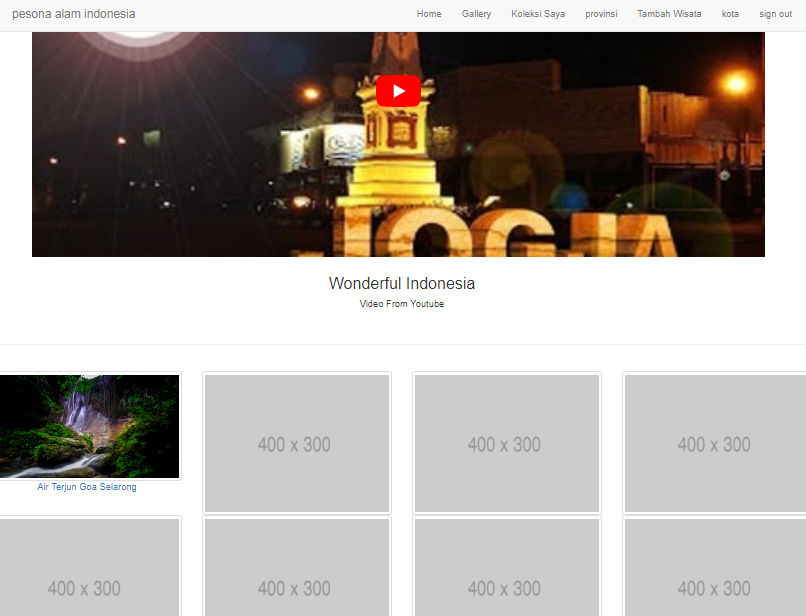 pesona alam indonesia
Home Gallery Koleksi Saya provinsi Tambah Wisata kota sign out
JOGJA
Wonderful Indonesia
Video From Youtube
400 x 300 400 x 300 400 x 300
Air Terjun Goa Selarong
400 x 300 400 x 300 400 x 300 400 x 300